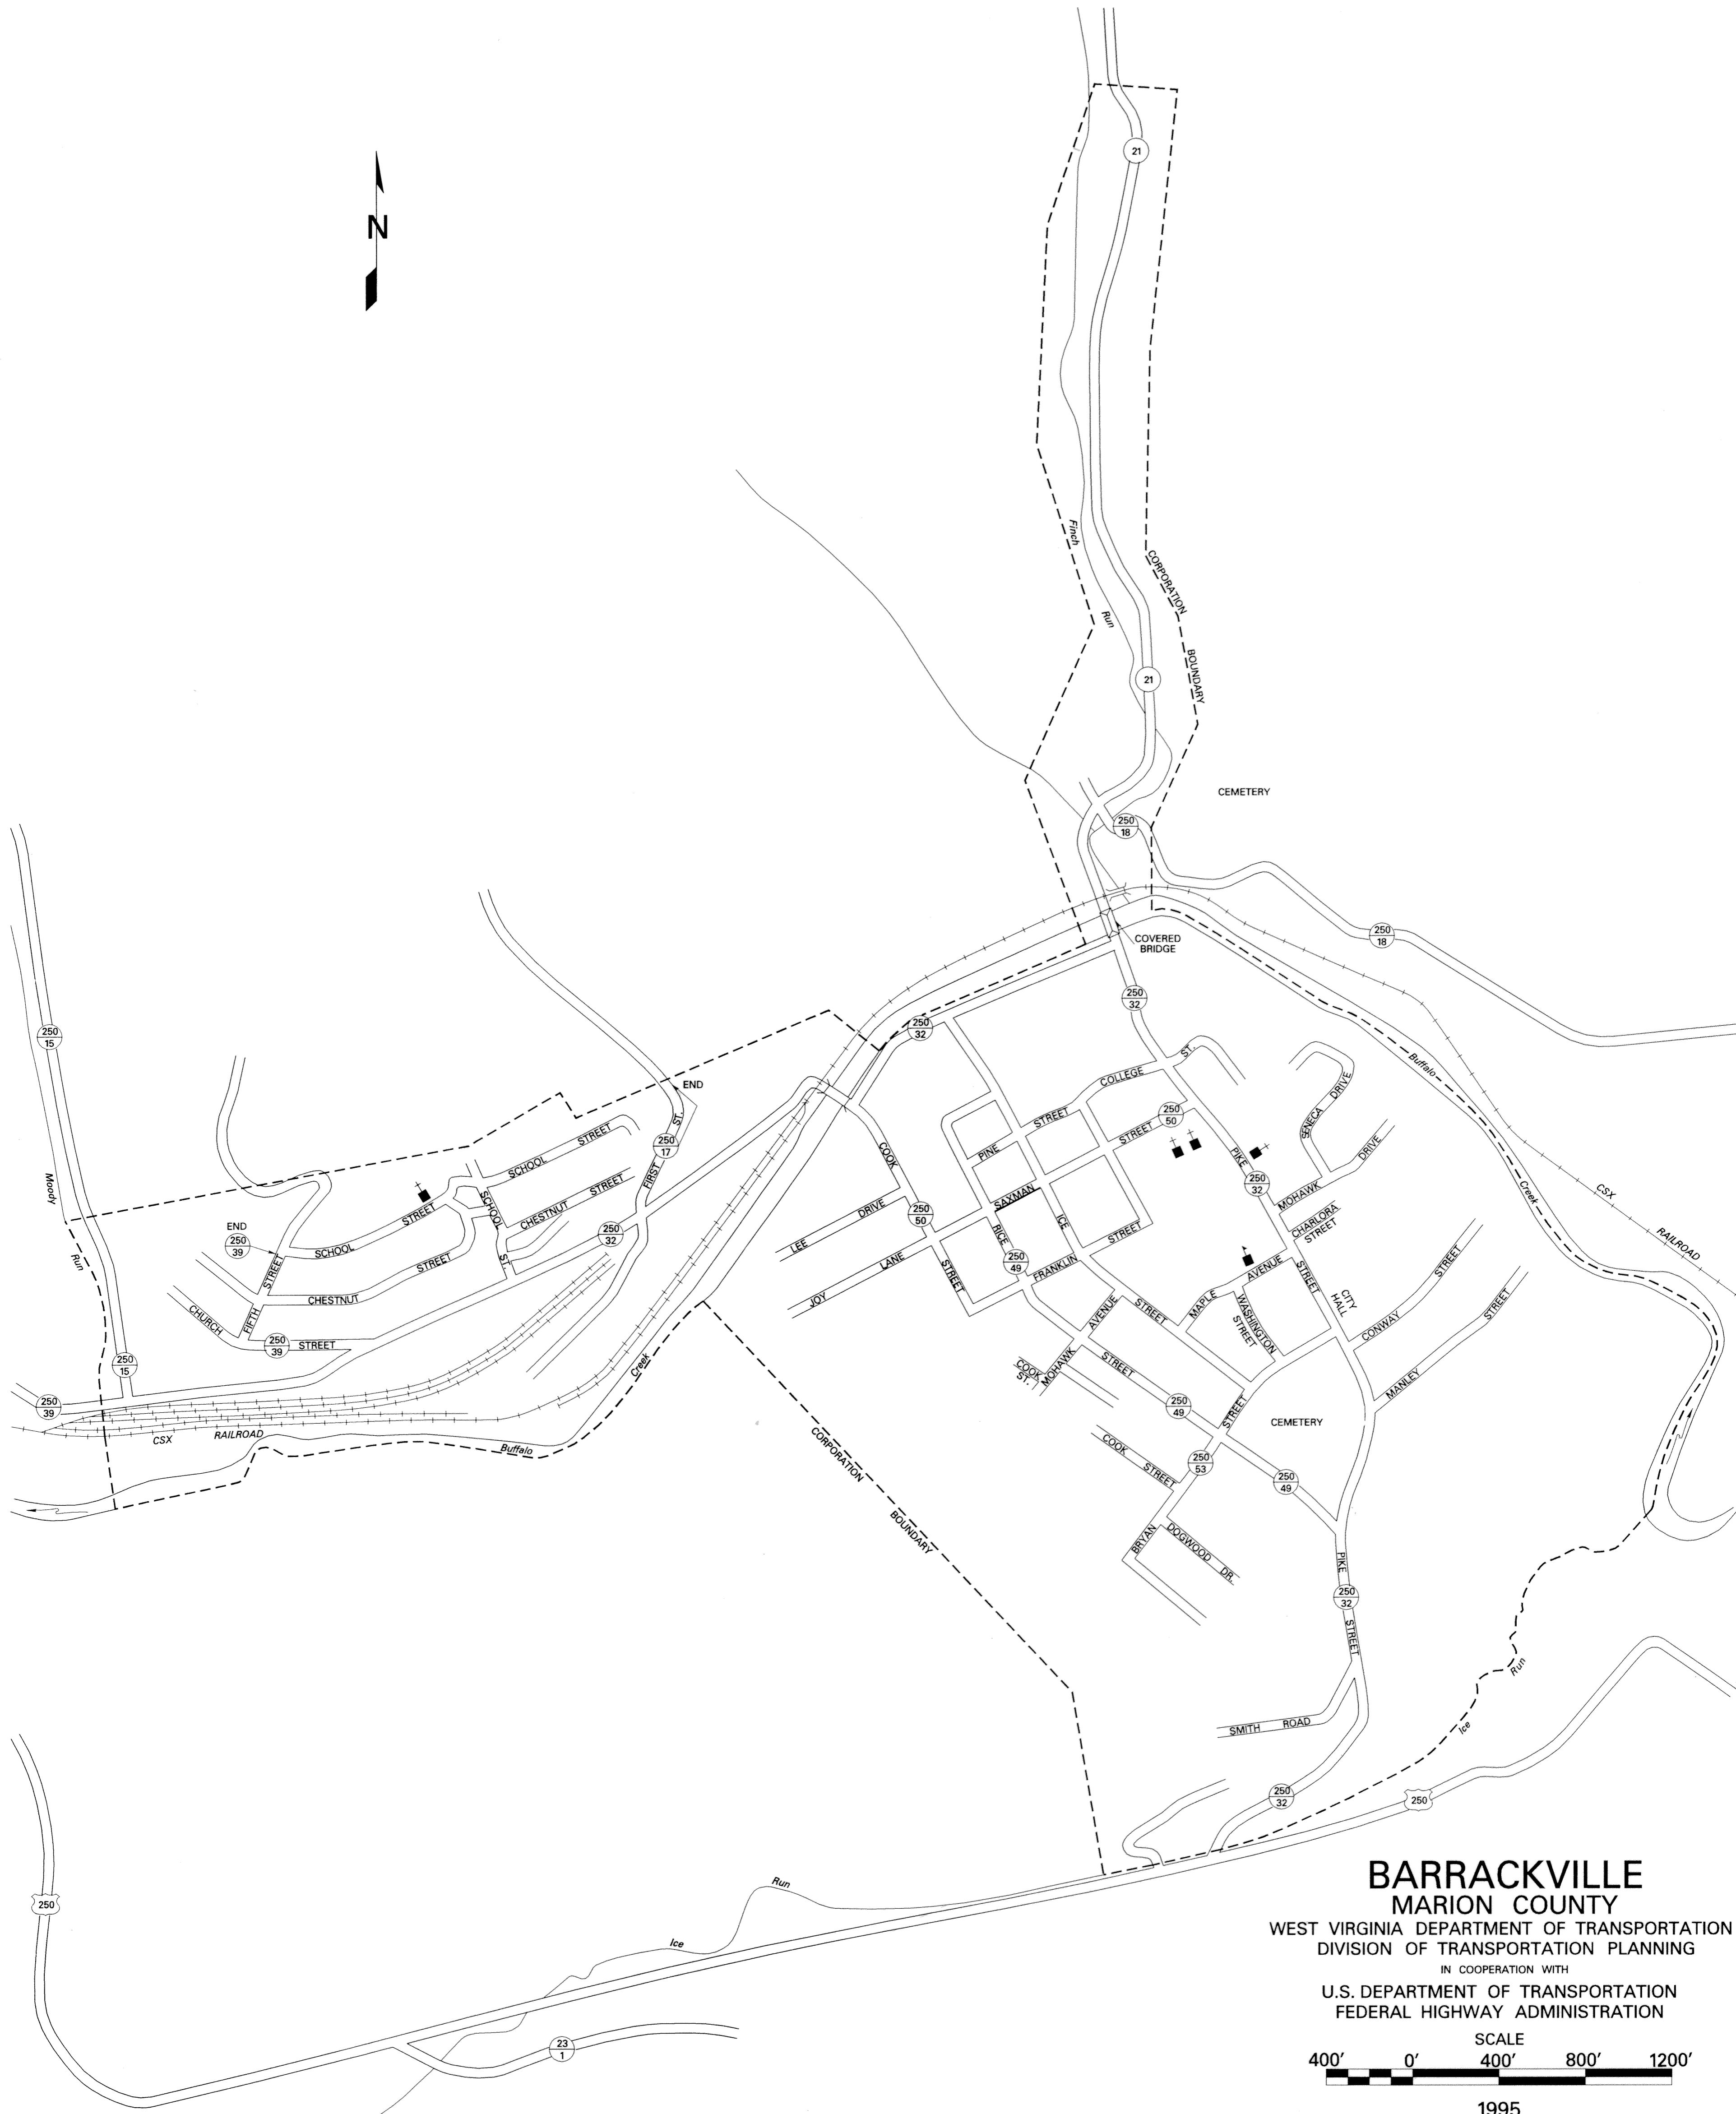 21
N
Finch
Run
CORPORATION
BOUNDARY
21
CEMETERY
250
18
250
18
COVERED
BRIDGE
250
32
250
32
250
15
END
ST.
250
17
FIRST
COLLEGE
ST.
PINE
STREET
STREET
250
50
SENECA
DRIVE
MOHAWK
DRIVE
Buffalo
Creek
CSX
RAILROAD
SCHOOL
STREET
SCHOOL
ST.
CHESTNUT
STREET
STREET
SCHOOL
END
250
39
Moody
Run
CHESTNUT
STREET
STREET
FIFTH
CHURCH
STREET
250
39
250
32
250
15
250
39
CSX
RAILROAD
Buffalo
Creek
COOK
STREET
250
50
LEE
DRIVE
JOY
LANE
SAXMAN
RICE
250
49
ICE
FRANKLIN
STREET
STREET
PIKE
250
32
STREET
CHARLORA
STREET
MAPLE
AVENUE
WASHINGTON
STREET
CITY
HALL
CONWAY
STREET
MANLEY
STREET
MOHAWK
AVENUE
COOK
ST.
STREET
250
49
CEMETERY
STREET
250
53
250
49
COOK
STREET
BRYAN
DOGWOOD
DR.
CORPORATION
BOUNDARY
PIKE
250
32
STREET
SMITH ROAD
250
32
Run
Ice
250
250
Run
Ice
23
1
BARRACKVILLE
MARION COUNTY
WEST VIRGINIA DEPARTMENT OF TRANSPORTATION
DIVISION OF TRANSPORTATION PLANNING
IN COOPERATION WITH
U.S. DEPARTMENT OF TRANSPORTATION
FEDERAL HIGHWAY ADMINISTRATION
SCALE
400' 0' 400' 800' 1200'
1995